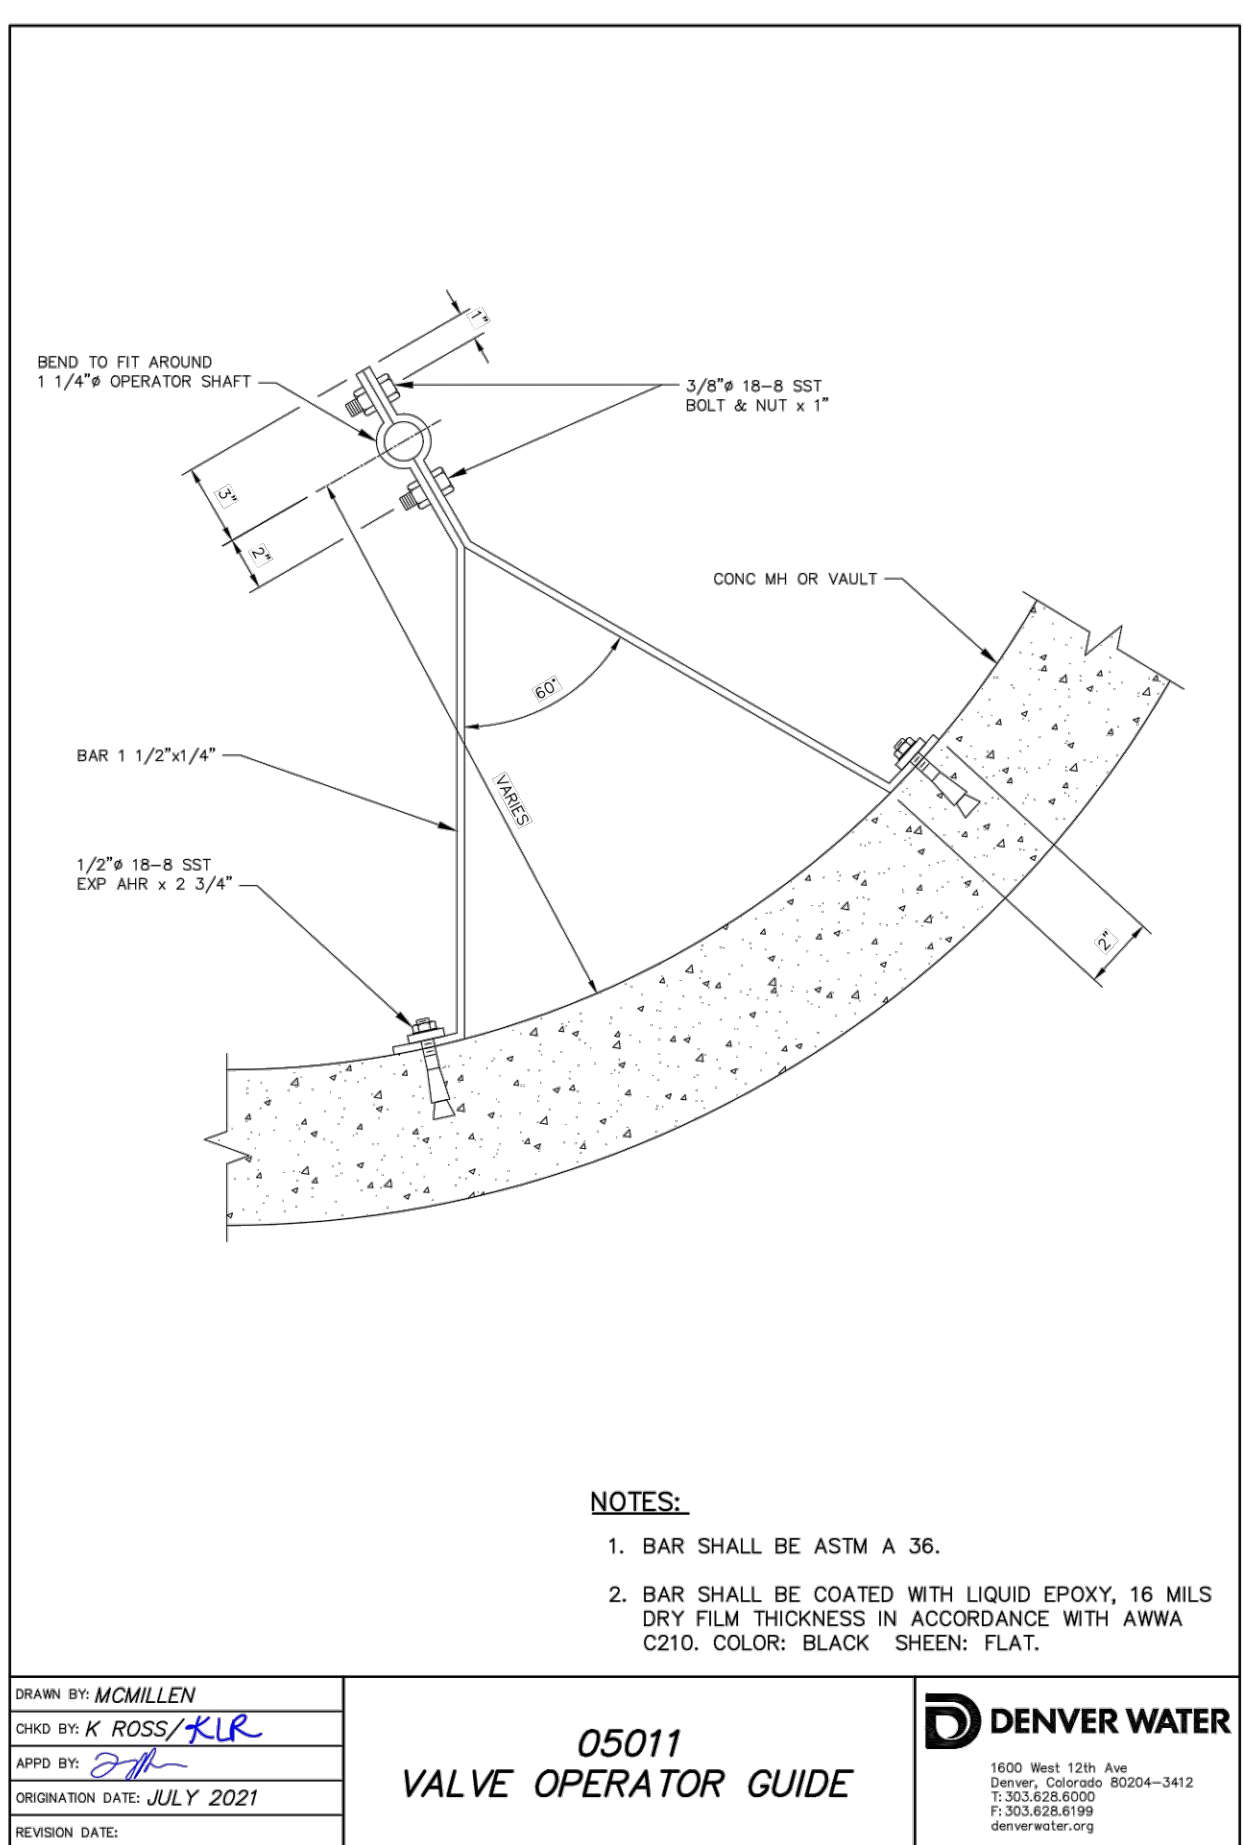 1"
BEND TO FIT AROUND
1 1/4"ø OPERATOR SHAFT
3/8"ø 18-8 SST
BOLT & NUT x 1"
3"
2"
CONC MH OR VAULT
60°
BAR 1 1/2"x1/4"
VARIES
1/2"ø 18-8 SST
EXP AHR x 2 3/4"
2"
NOTES:
1. BAR SHALL BE ASTM A 36.
2. BAR SHALL BE COATED WITH LIQUID EPOXY, 16 MILS
DRY FILM THICKNESS IN ACCORDANCE WITH AWWA
C210. COLOR: BLACK SHEEN: FLAT.
DRAWN BY: MCMILLEN
CHKD BY: K ROSS/KLR
APPD BY:
ORIGINATION DATE: JULY 2021
REVISION DATE:
05011
VALVE OPERATOR GUIDE
DENVER WATER
1600 West 12th Ave
Denver, Colorado 80204-3412
T: 303.628.6000
F: 303.628.6199
denverwater.org